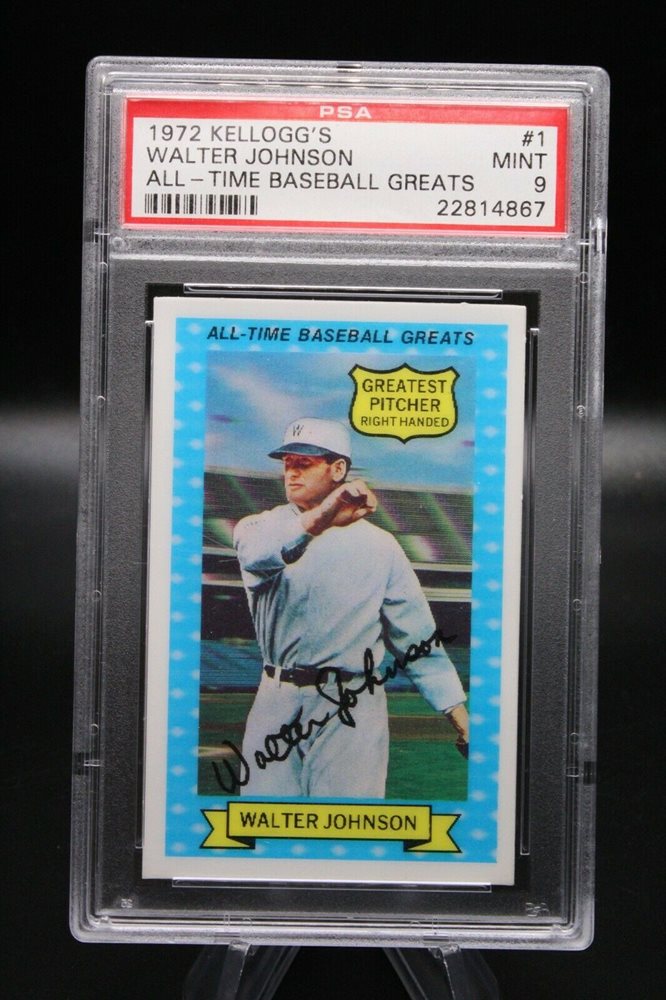 PSA
1972 KELLOGG'S #1
WALTER JOHNSON MINT
ALL-TIME BASEBALL GREATS 9
22814867
ALL-TIME BASEBALL GREATS
GREATEST
PITCHER
RIGHT HANDED
W
Walter Johnson
WALTER JOHNSON